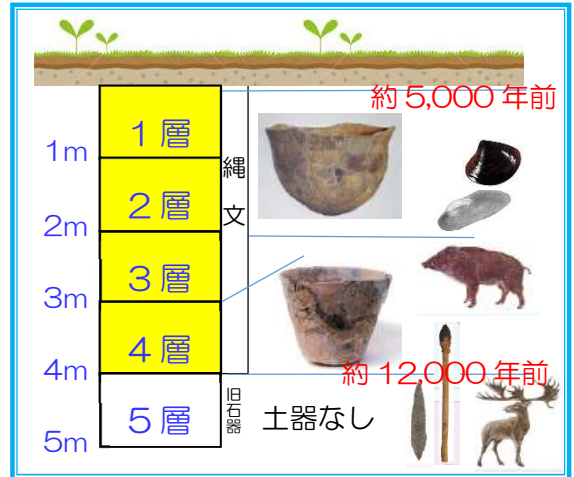 約5,000年前
1層
1m
縄文
2層
2m
3層
3m
4層
4m
約12,000年前
5層
旧石器
土器なし
5m